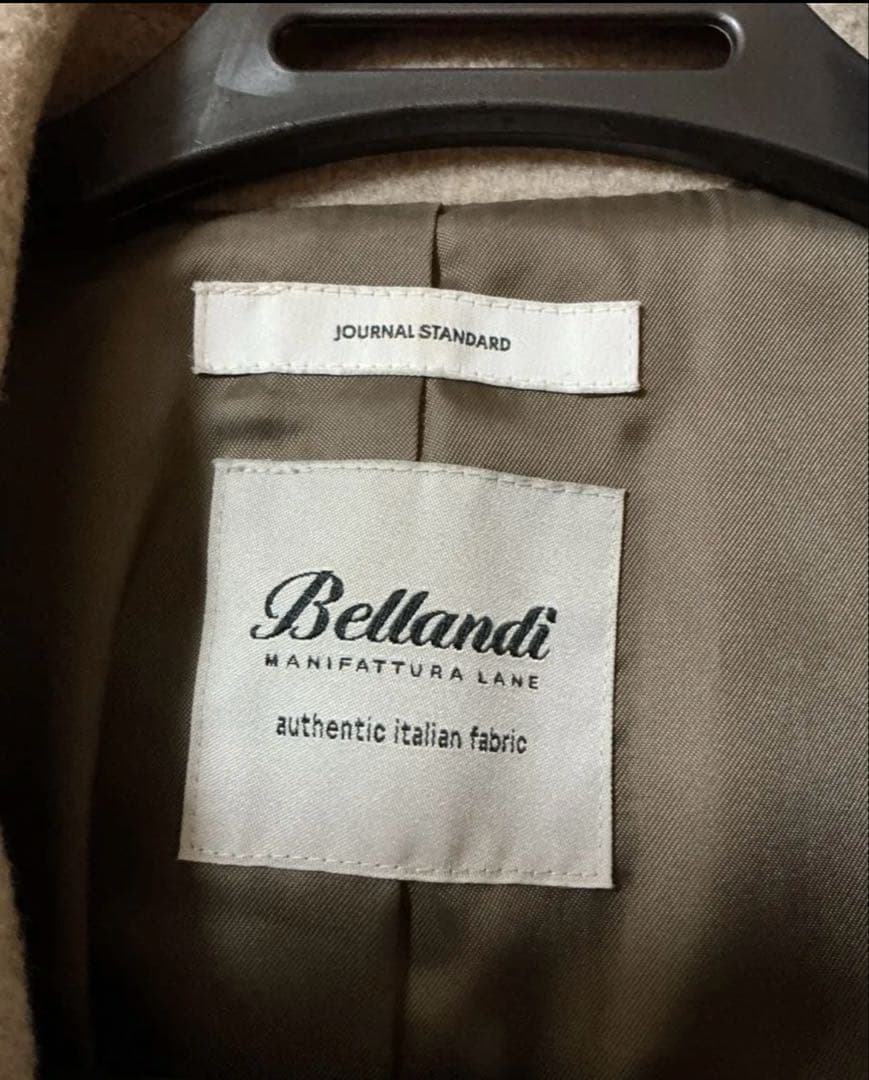 JOURNAL STANDARD
Bellandi
MANIFATTURA LANE
authentic italian fabric